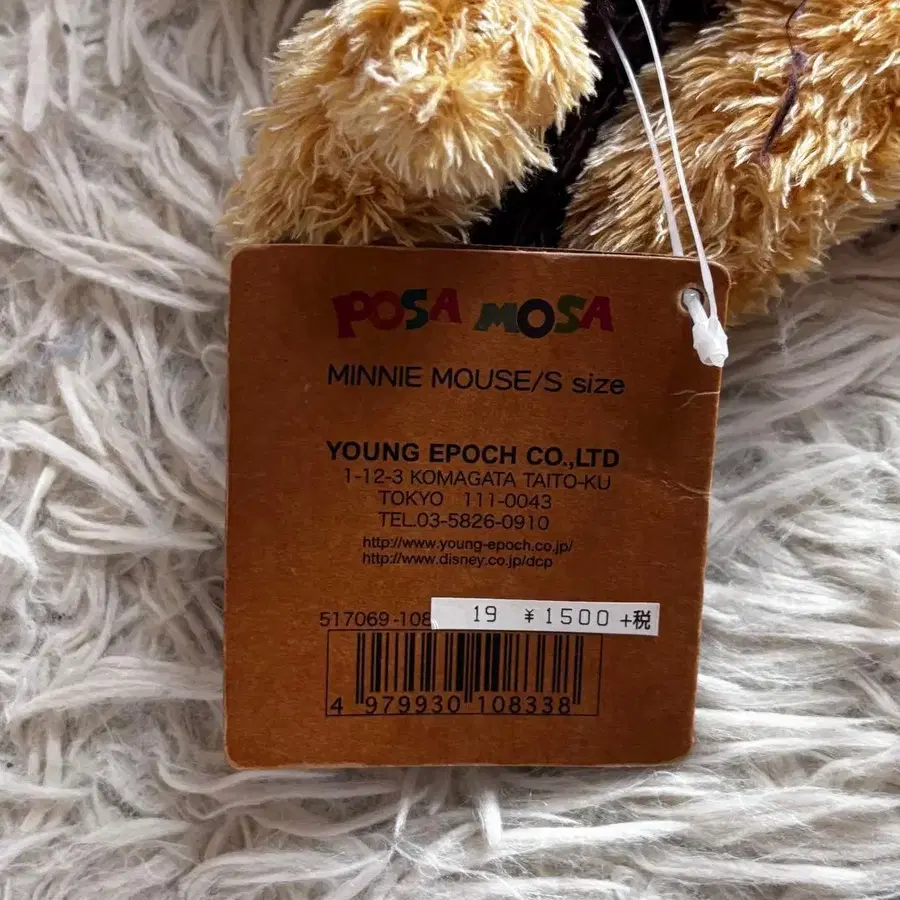 POSA MOSA
MINNIE MOUSE/S size
YOUNG EPOCH CO.,LTD
1-12-3 KOMAGATA TAITO-KU
TOKYO 111-0043
TEL.03-5826-0910
http://www.young-epoch.co.jp/
http://www.disney.co.jp/dcp
517069-108
19 ¥1500+税
4 979930 108338